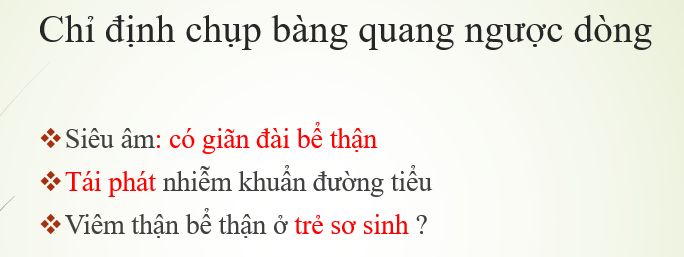 Chỉ định chụp bàng quang ngược dòng
Siêu âm: có giãn đài bể thận
Tái phát nhiễm khuẩn đường tiểu
Viêm thận bể thận ở trẻ sơ sinh ?